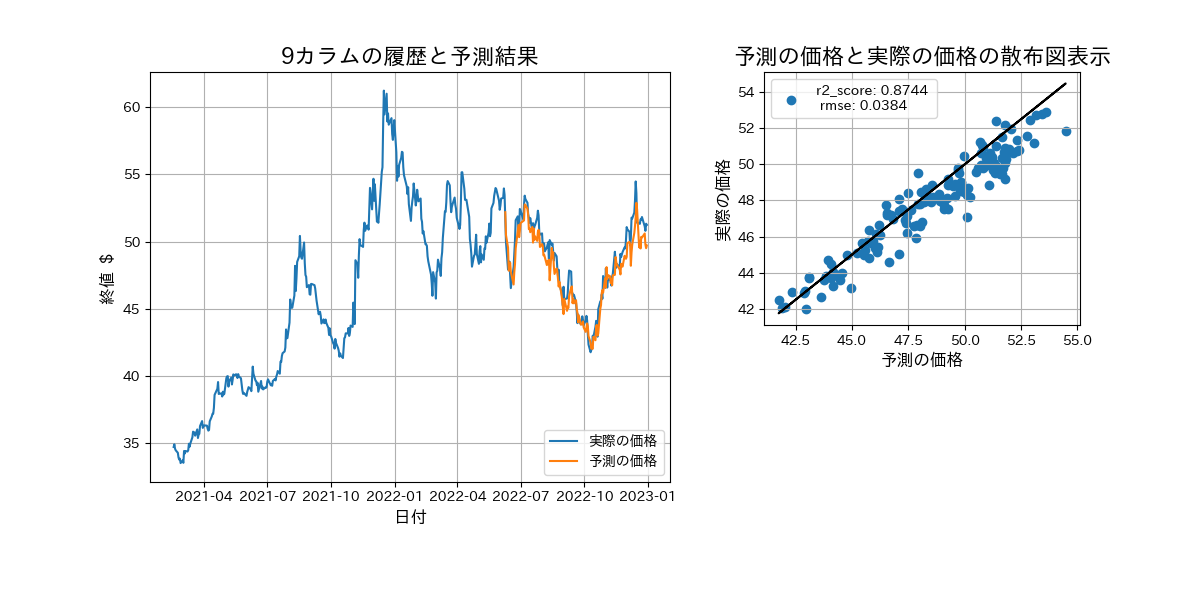 9カラムの履歴と予測結果
60
55
50
45
40
35
終値 $
2021-04 2021-07 2021-10 2022-01 2022-04 2022-07 2022-10 2023-01
日付
実際の価格
予測の価格
予測の価格と実際の価格の散布図表示
r2_score: 0.8744
rmse: 0.0384
54
52
50
48
46
44
42
実際の価格
42.5 45.0 47.5 50.0 52.5 55.0
予測の価格